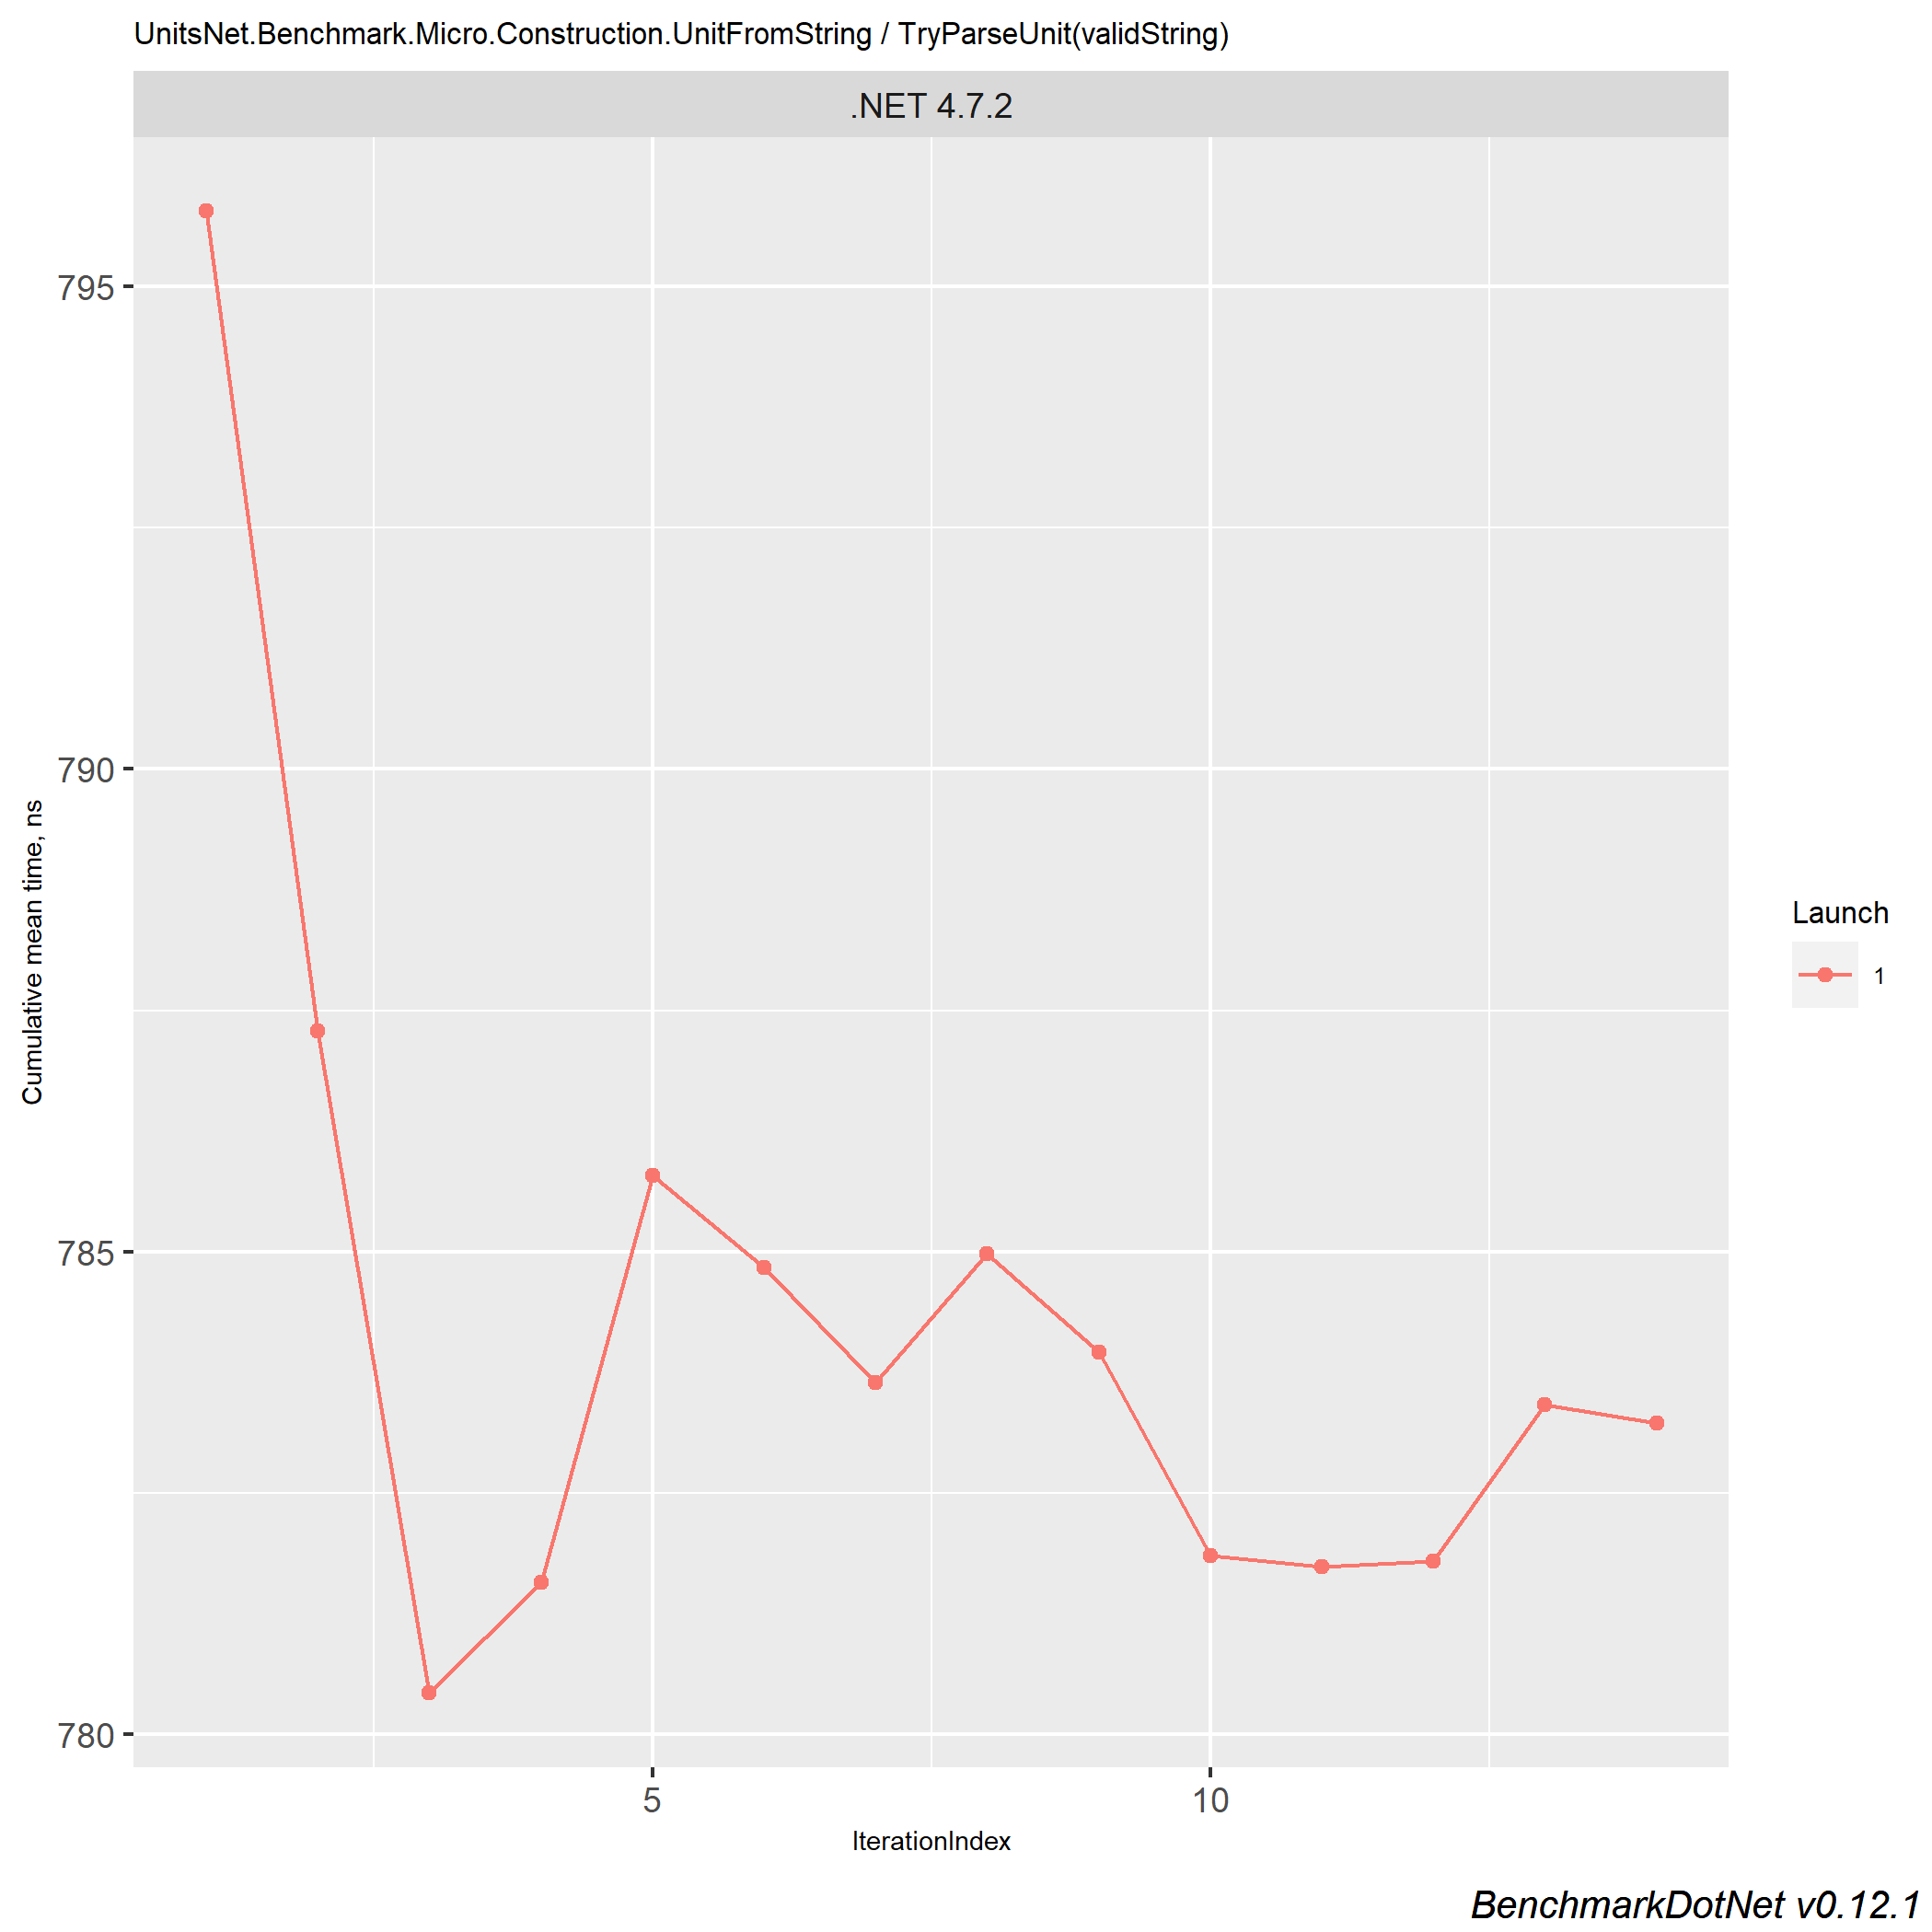 UnitsNet.Benchmark.Micro.Construction.UnitFromString / TryParseUnit(validString)
.NET 4.7.2
795
790
785
780
Cumulative mean time, ns
5
10
IterationIndex
Launch
1
BenchmarkDotNet v0.12.1